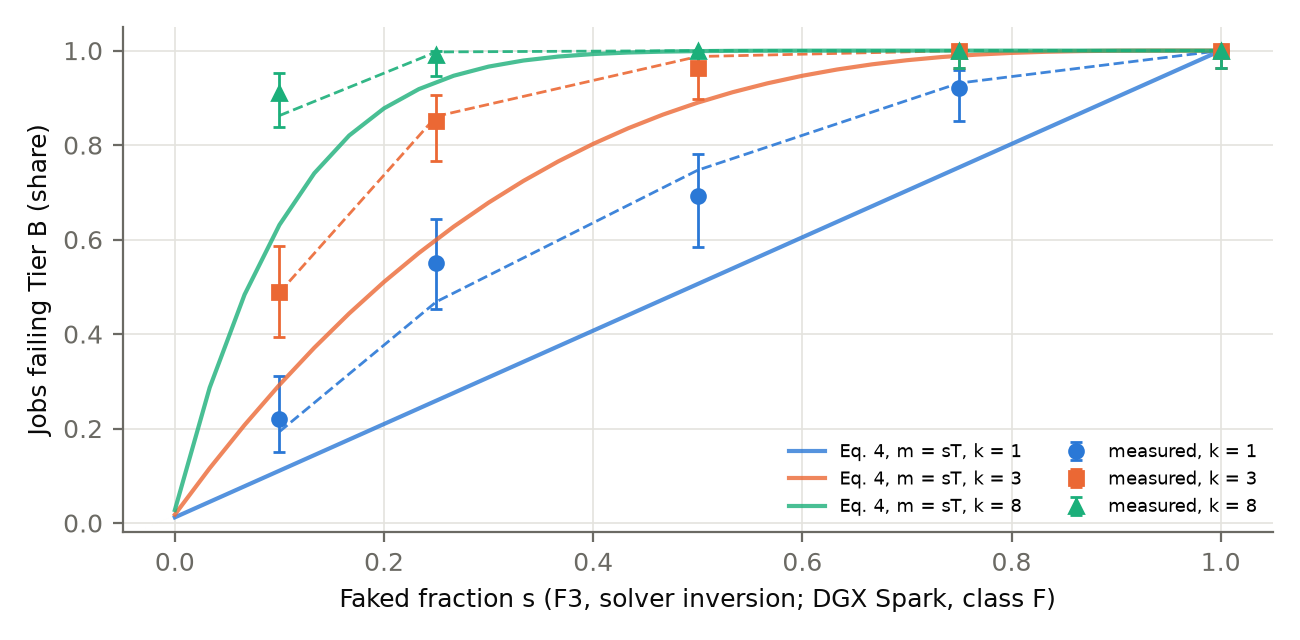 Jobs failing Tier B (share)
1.0
0.8
0.6
0.4
0.2
0.0
0.0 0.2 0.4 0.6 0.8 1.0
Faked fraction s (F3, solver inversion; DGX Spark, class F)
Eq. 4, m = sT, k = 1
Eq. 4, m = sT, k = 3
Eq. 4, m = sT, k = 8
measured, k = 1
measured, k = 3
measured, k = 8